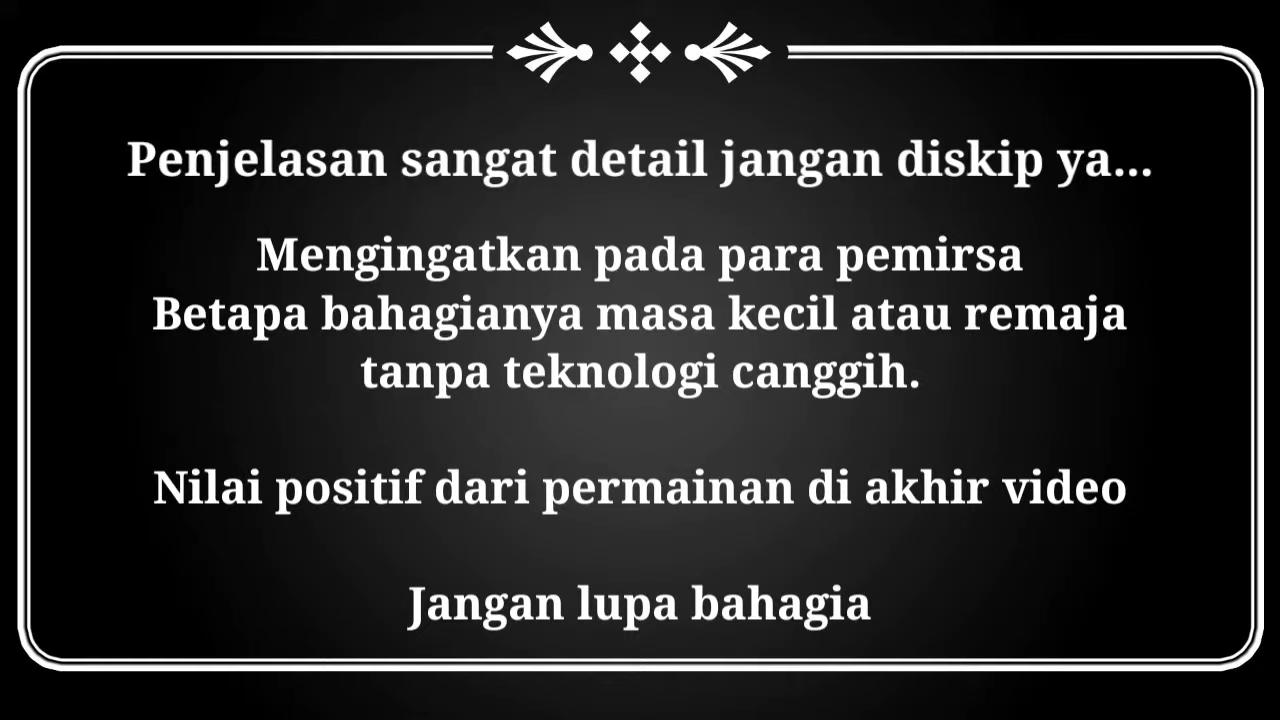 Penjelasan sangat detail jangan diskip ya...
Mengingatkan pada para pemirsa
Betapa bahagianya masa kecil atau remaja
tanpa teknologi canggih.
Nilai positif dari permainan di akhir video
Jangan lupa bahagia